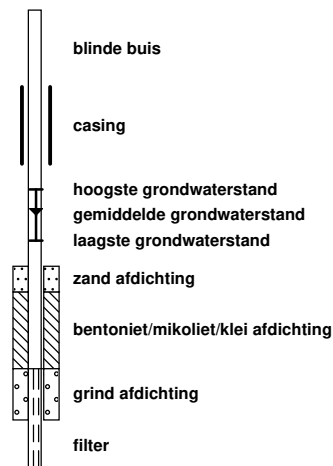 blinde buis
casing
hoogste grondwaterstand
gemiddelde grondwaterstand
laagste grondwaterstand
zand afdichting
bentoniet/mikoliet/klei afdichting
grind afdichting
filter